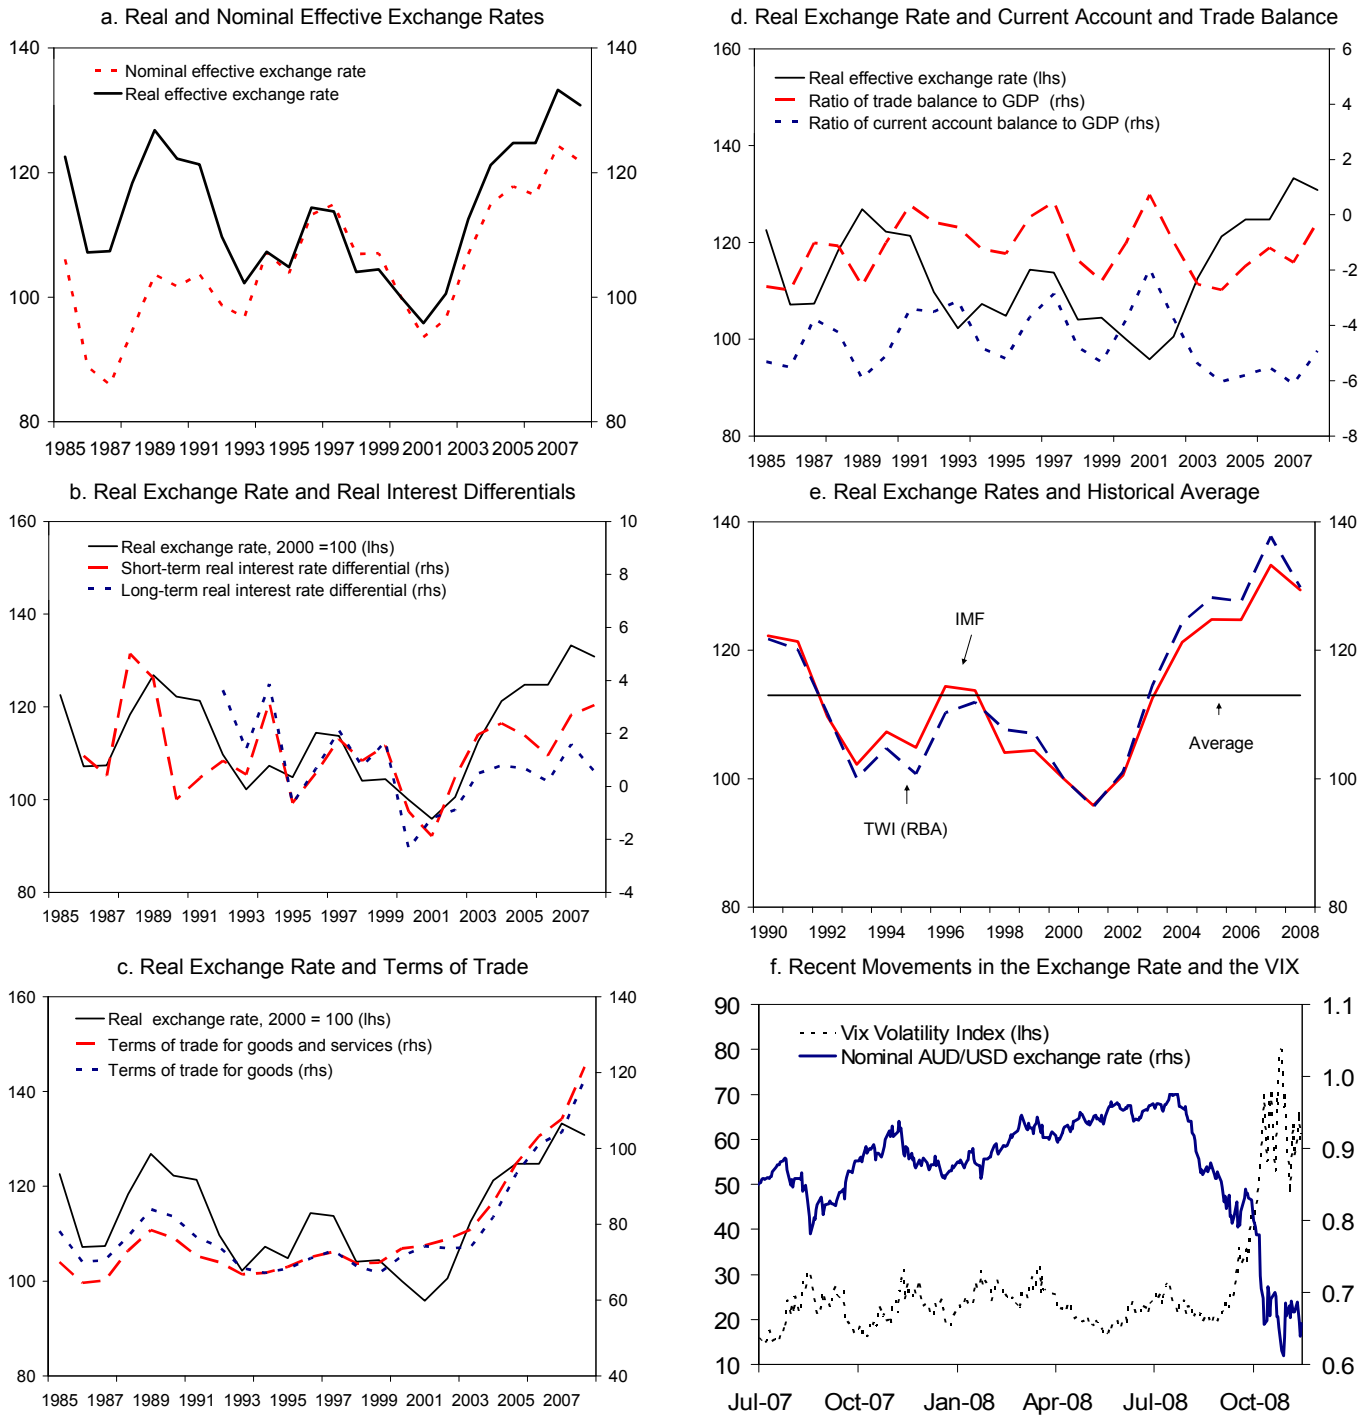 a. Real and Nominal Effective Exchange Rates
140 140
Nominal effective exchange rate
Real effective exchange rate
120 120
100 100
80 80
1985 1987 1989 1991 1993 1995 1997 1999 2001 2003 2005 2007
d. Real Exchange Rate and Current Account and Trade Balance
160 6
Real effective exchange rate (lhs)
4
Ratio of trade balance to GDP (rhs)
Ratio of current account balance to GDP (rhs)
140
2
0
120
-2
100 -4
-6
80 -8
1985 1987 1989 1991 1993 1995 1997 1999 2001 2003 2005 2007
b. Real Exchange Rate and Real Interest Differentials
160 10
Real exchange rate, 2000 =100 (lhs)
Short-term real interest rate differential (rhs)
8
Long-term real interest rate differential (rhs)
140
6
4
120
2
100 0
-2
80 -4
1985 1987 1989 1991 1993 1995 1997 1999 2001 2003 2005 2007
e. Real Exchange Rates and Historical Average
140 140
120 120
IMF
Average
100 100
TWI (RBA)
80 80
1990 1992 1994 1996 1998 2000 2002 2004 2006 2008
c. Real Exchange Rate and Terms of Trade
160 140
Real exchange rate, 2000 = 100 (lhs)
Terms of trade for goods and services (rhs)
Terms of trade for goods (rhs)
140 120
100
120
80
100
60
80 40
1985 1987 1989 1991 1993 1995 1997 1999 2001 2003 2005 2007
f. Recent Movements in the Exchange Rate and the VIX
90 1.1
Vix Volatility Index (lhs)
Nominal AUD/USD exchange rate (rhs)
80
1.0
70
60
0.9
50
40
0.8
30
0.7
20
10 0.6
Jul-07 Oct-07 Jan-08 Apr-08 Jul-08 Oct-08